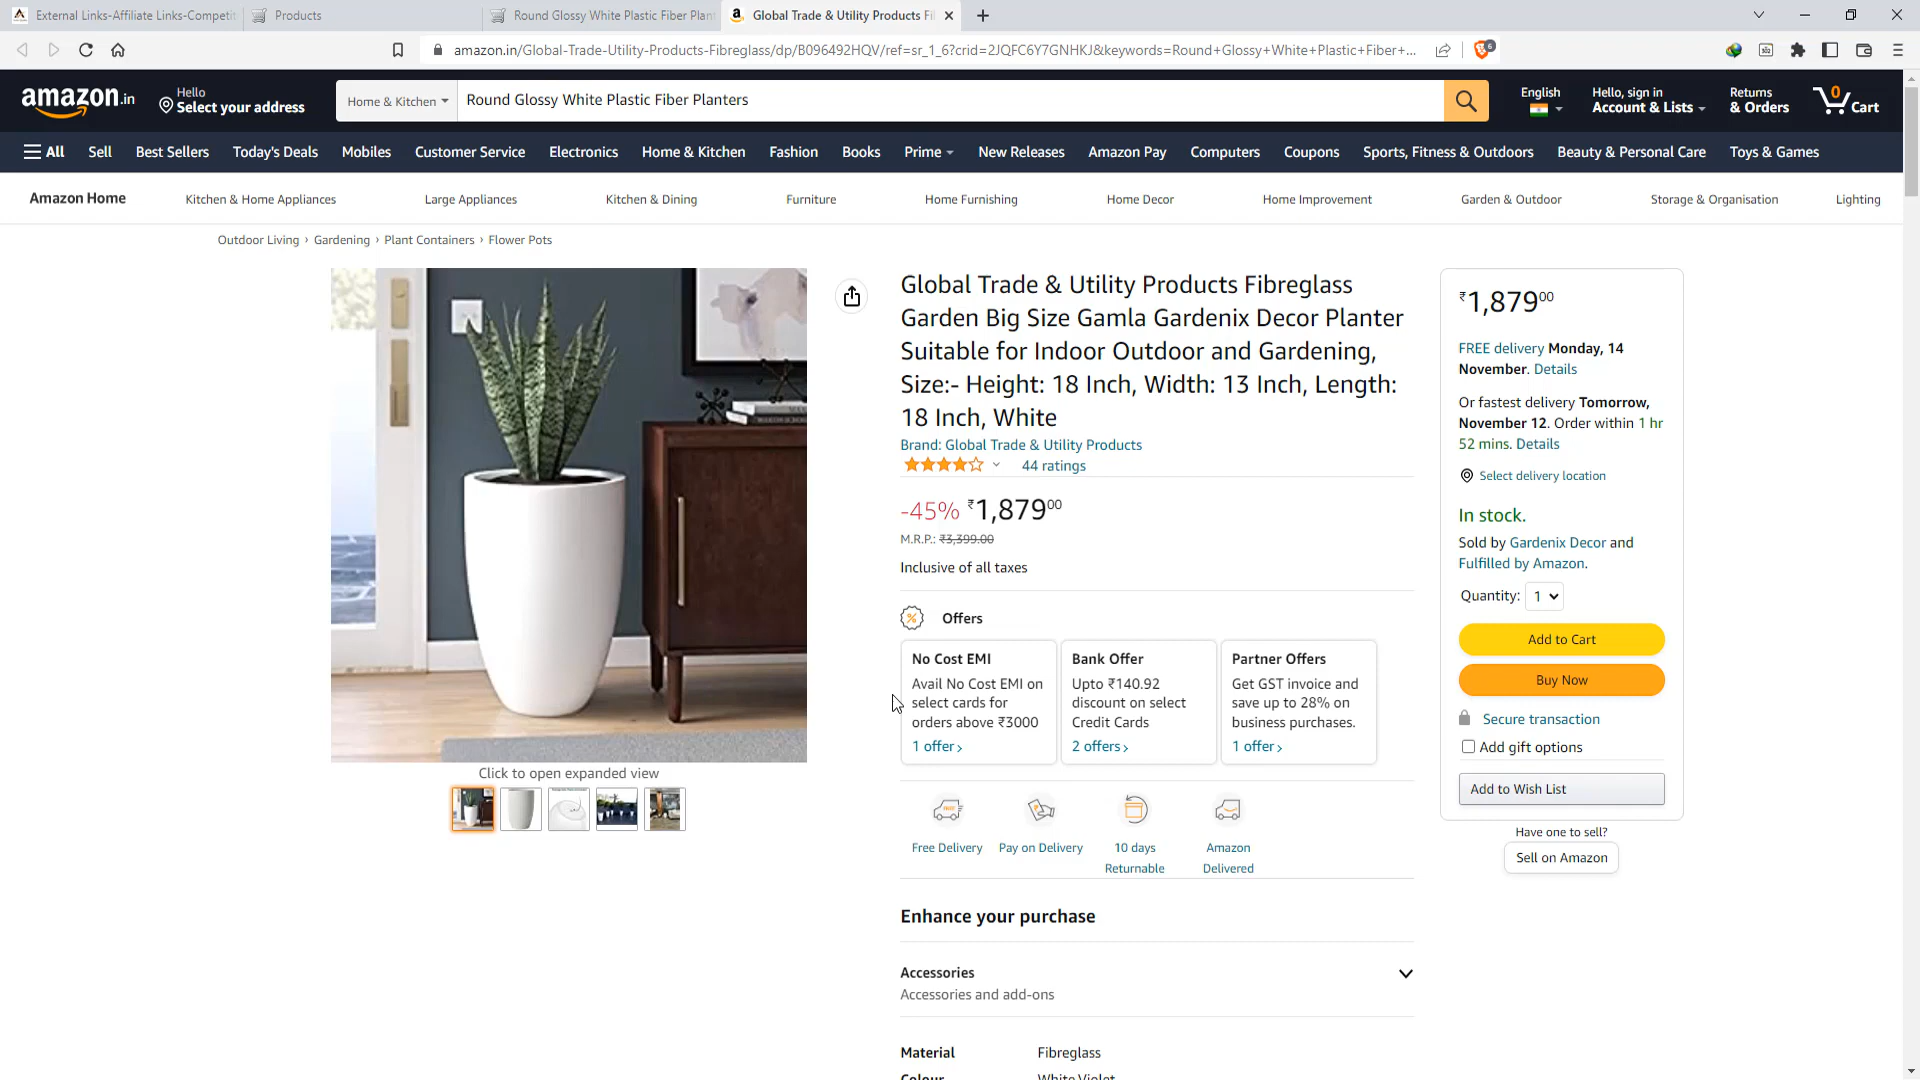 External Links-Affiliate Links-Competit
Products
Round Glossy White Plastic Fiber Plant
Global Trade & Utility Products Fi
amazon.in/Global-Trade-Utility-Products-Fibreglass/dp/B096492HQV/ref=sr_1_6?crid=2JQFC6Y7GNHKJ&keywords=Round+Glossy+White+Plastic+Fiber+...
6
amazon.in
Hello
Select your address
Home & Kitchen
Round Glossy White Plastic Fiber Planters
English
Hello, sign in
Account & Lists
Returns
& Orders
0
Cart
All
Sell
Best Sellers
Today's Deals
Mobiles
Customer Service
Electronics
Home & Kitchen
Fashion
Books
Prime
New Releases
Amazon Pay
Computers
Coupons
Sports, Fitness & Outdoors
Beauty & Personal Care
Toys & Games
Amazon Home
Kitchen & Home Appliances
Large Appliances
Kitchen & Dining
Furniture
Home Furnishing
Home Decor
Home Improvement
Garden & Outdoor
Storage & Organisation
Lighting
Outdoor Living › Gardening › Plant Containers › Flower Pots
Click to open expanded view
Global Trade & Utility Products Fibreglass
Garden Big Size Gamla Gardenix Decor Planter
Suitable for Indoor Outdoor and Gardening,
Size:- Height: 18 Inch, Width: 13 Inch, Length:
18 Inch, White
Brand: Global Trade & Utility Products
44 ratings
-45% ₹1,87900
M.R.P.: ₹3,399.00
Inclusive of all taxes
Offers
No Cost EMI
Avail No Cost EMI on
select cards for
orders above ₹3000
1 offer ›
Bank Offer
Upto ₹140.92
discount on select
Credit Cards
2 offers ›
Partner Offers
Get GST invoice and
save up to 28% on
business purchases.
1 offer ›
Free Delivery
Pay on Delivery
10 days
Returnable
Amazon
Delivered
Enhance your purchase
Accessories
Accessories and add-ons
Material Fibreglass
Colour White Violet
₹1,87900
FREE delivery Monday, 14
November. Details
Or fastest delivery Tomorrow,
November 12. Order within 1 hr
52 mins. Details
Select delivery location
In stock.
Sold by Gardenix Decor and
Fulfilled by Amazon.
Quantity: 1
Add to Cart
Buy Now
Secure transaction
Add gift options
Add to Wish List
Have one to sell?
Sell on Amazon